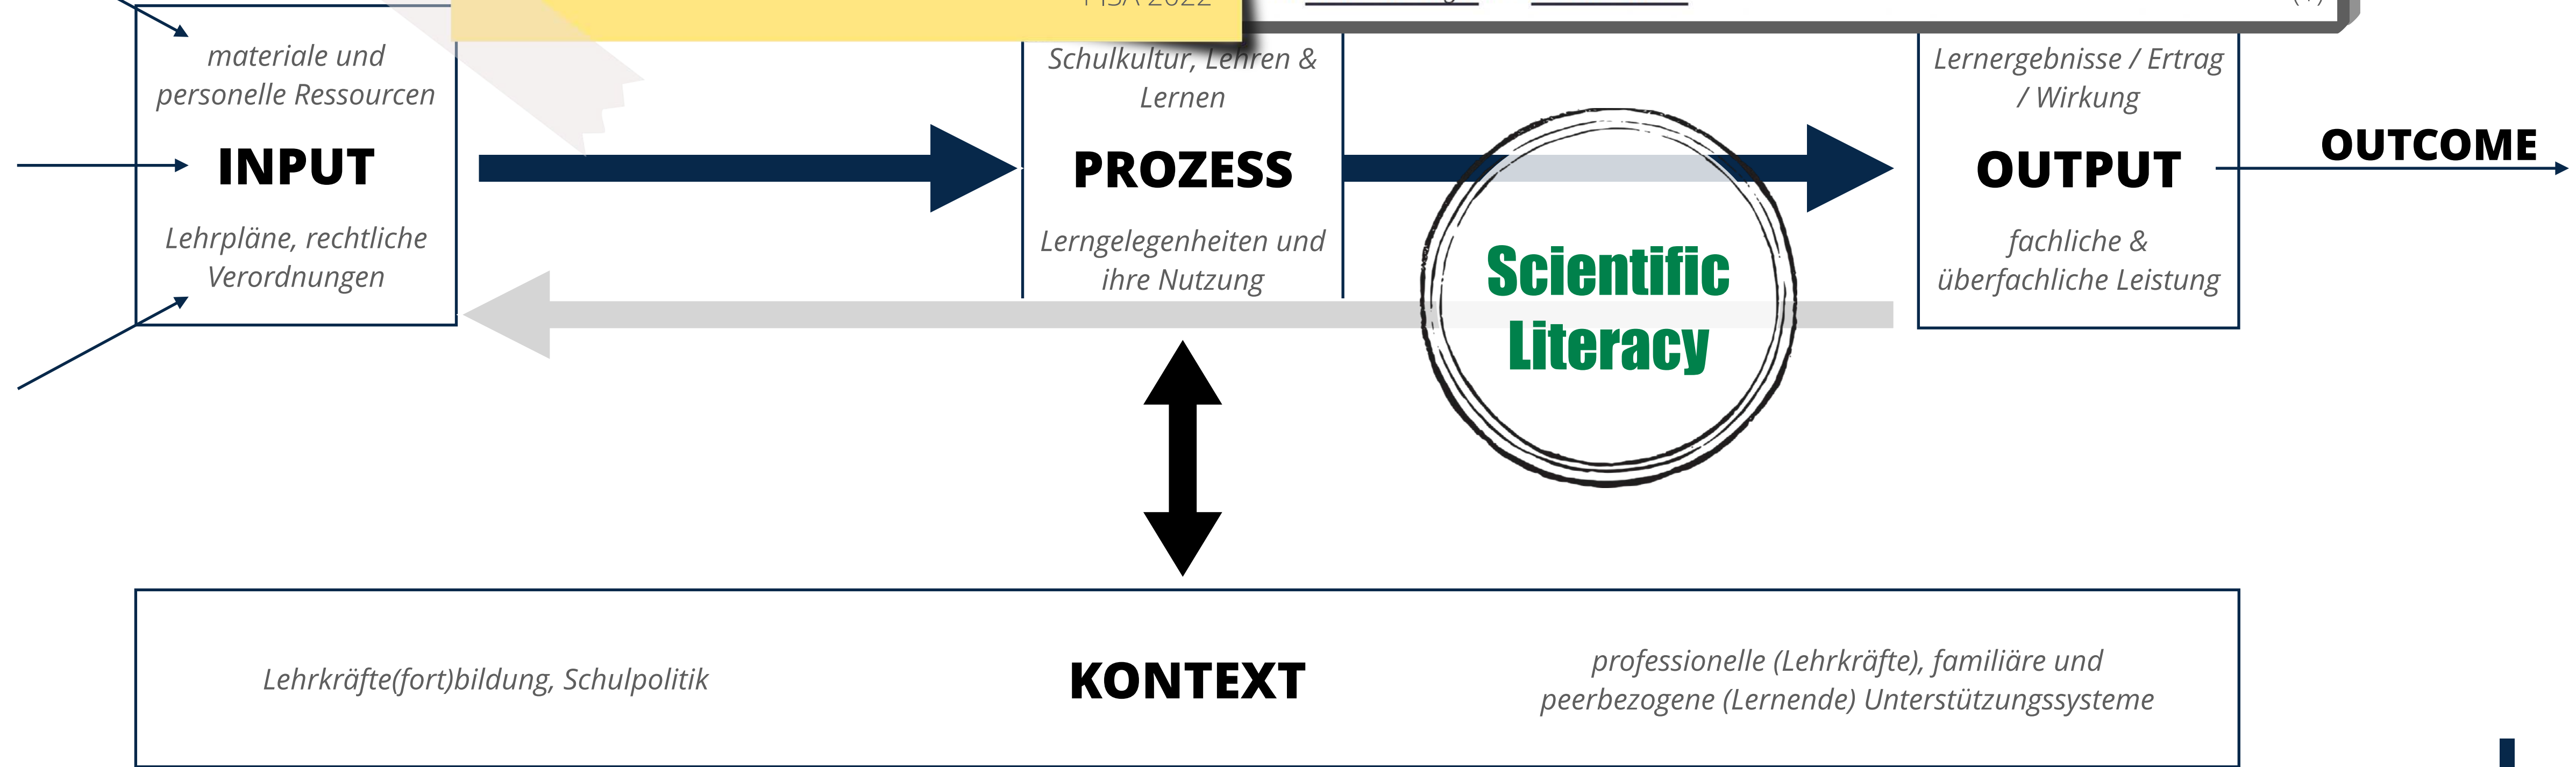 PISA 2022
materiale und
personelle Ressourcen
INPUT
Lehrpläne, rechtliche
Verordnungen
Schulkultur, Lehren &
Lernen
PROZESS
Lerngelegenheiten und
ihre Nutzung
Scientific
Literacy
Lernergebnisse / Ertrag
/ Wirkung
OUTPUT
fachliche &
überfachliche Leistung
OUTCOME
Lehrkräfte(fort)bildung, Schulpolitik
KONTEXT
professionelle (Lehrkräfte), familiäre und
peerbezogene (Lernende) Unterstützungssysteme